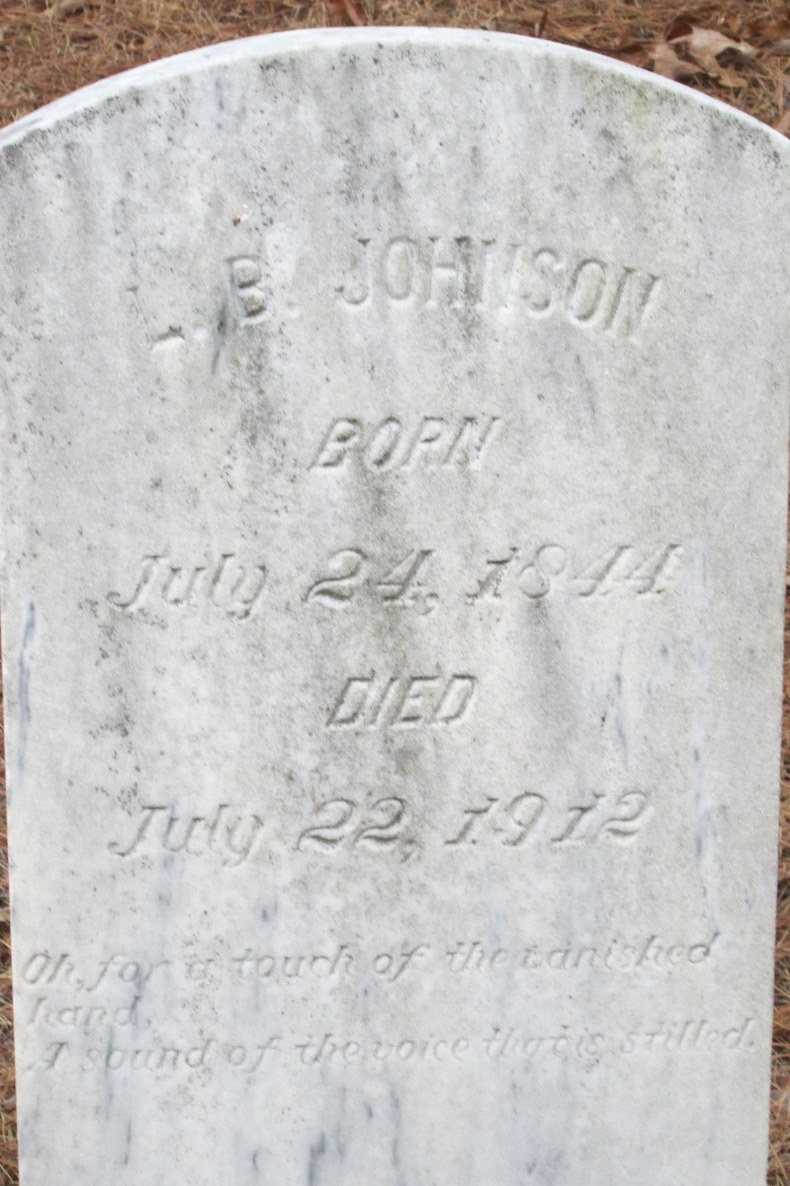 . B. JOHNSON
BORN
July 24, 1844
DIED
July 22, 1912
Oh, for a touch of the vanished
hand,
A sound of the voice that is stilled.